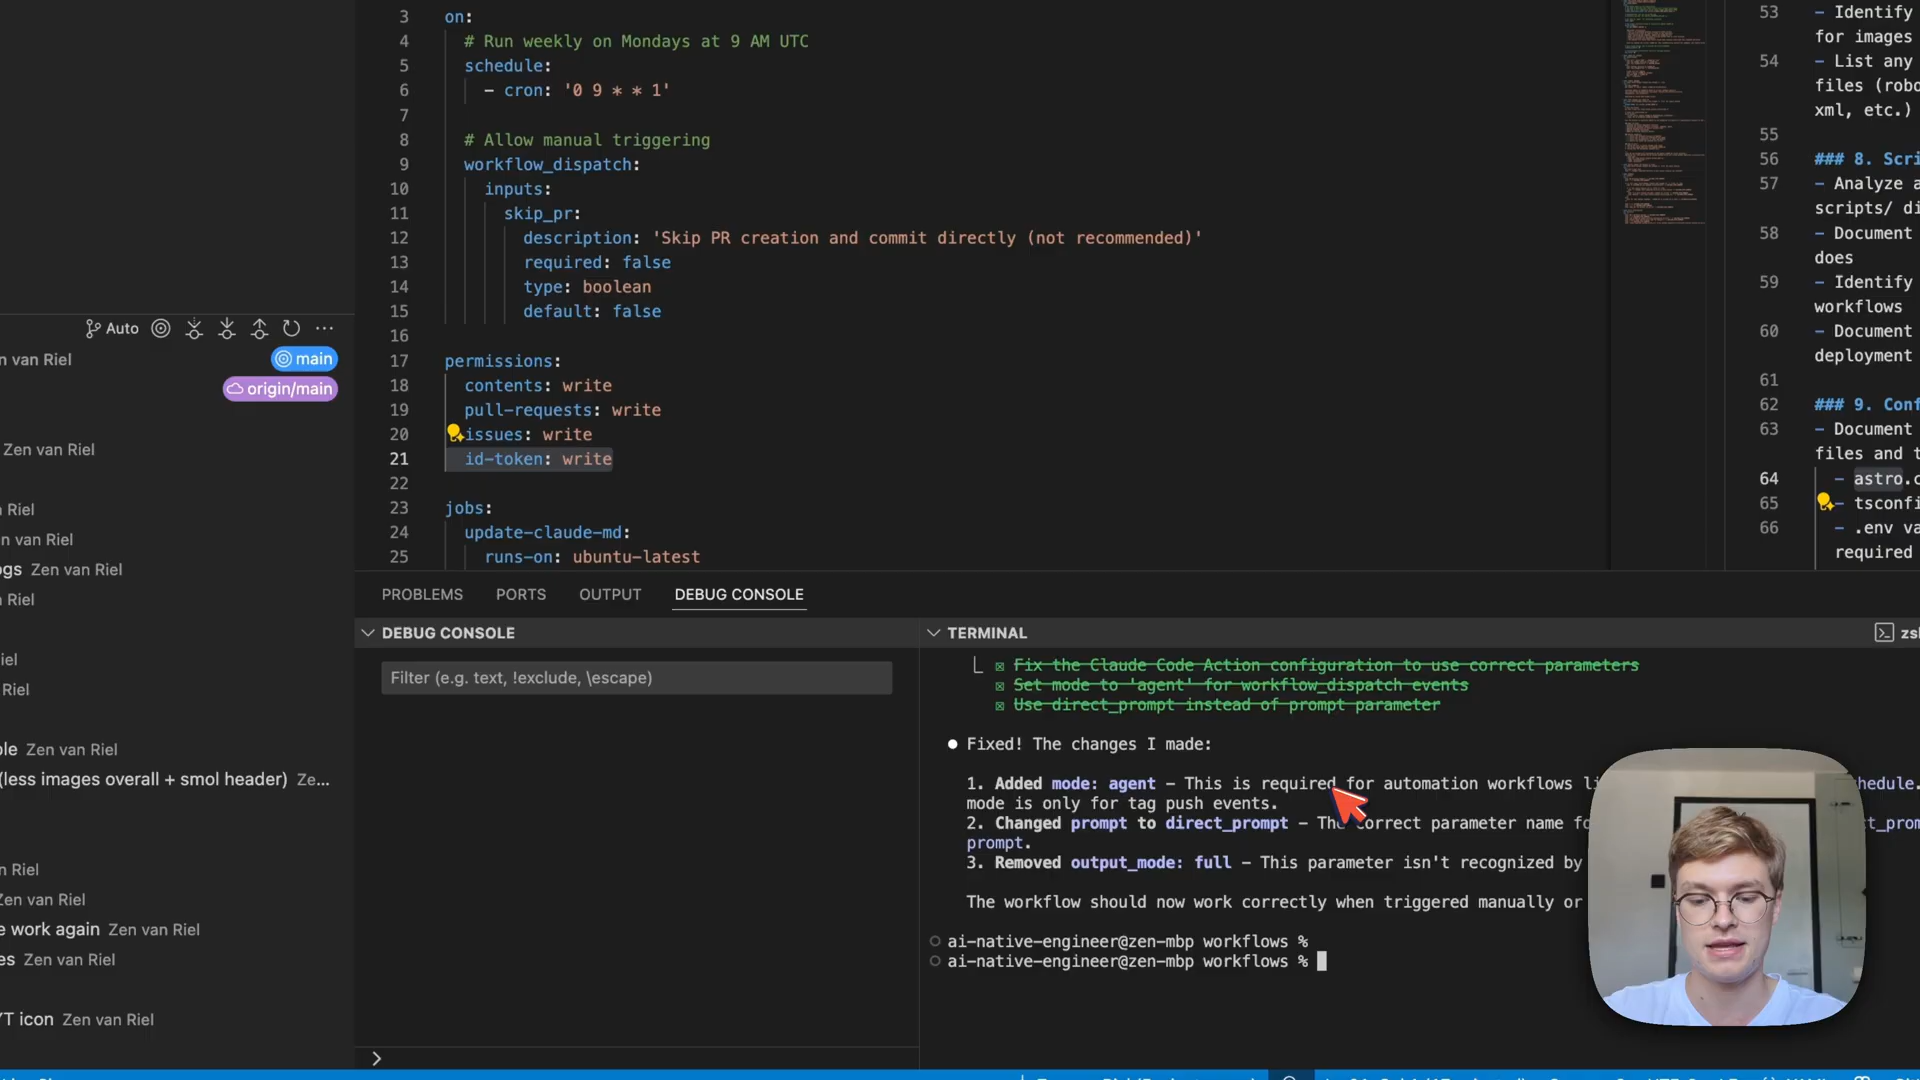 3 on:
4 # Run weekly on Mondays at 9 AM UTC
5 schedule:
6 - cron: '0 9 * * 1'
7
8 # Allow manual triggering
9 workflow_dispatch:
10 inputs:
11 skip_pr:
12 description: 'Skip PR creation and commit directly (not recommended)'
13 required: false
14 type: boolean
15 default: false
16
17 permissions:
18 contents: write
19 pull-requests: write
20 issues: write
21 id-token: write
22
23 jobs:
24 update-claude-md:
25 runs-on: ubuntu-latest
53 - Identify
for images
54 - List any
files (robo
xml, etc.)
55
56 ### 8. Scri
57 - Analyze a
scripts/ di
58 - Document
does
59 - Identify
workflows
60 - Document
deployment
61
62 ### 9. Conf
63 - Document
files and t
64 - astro.c
65 - tsconfi
66 - .env va
required
Auto
n van Riel
main
origin/main
Zen van Riel
n Riel
n van Riel
ogs Zen van Riel
n Riel
iel
Riel
ole Zen van Riel
(less images overall + smol header) Ze...
n Riel
Zen van Riel
e work again Zen van Riel
es Zen van Riel
YT icon Zen van Riel
PROBLEMS PORTS OUTPUT DEBUG CONSOLE
DEBUG CONSOLE
Filter (e.g. text, !exclude, \escape)
TERMINAL
zsh
Fix the Claude Code Action configuration to use correct parameters
Set mode to 'agent' for workflow_dispatch events
Use direct_prompt instead of prompt parameter
Fixed! The changes I made:
1. Added mode: agent - This is required for automation workflows li hedule.
mode is only for tag push events.
2. Changed prompt to direct_prompt - The correct parameter name fo ct_prom
prompt.
3. Removed output_mode: full - This parameter isn't recognized by
The workflow should now work correctly when triggered manually or
ai-native-engineer@zen-mbp workflows %
ai-native-engineer@zen-mbp workflows %